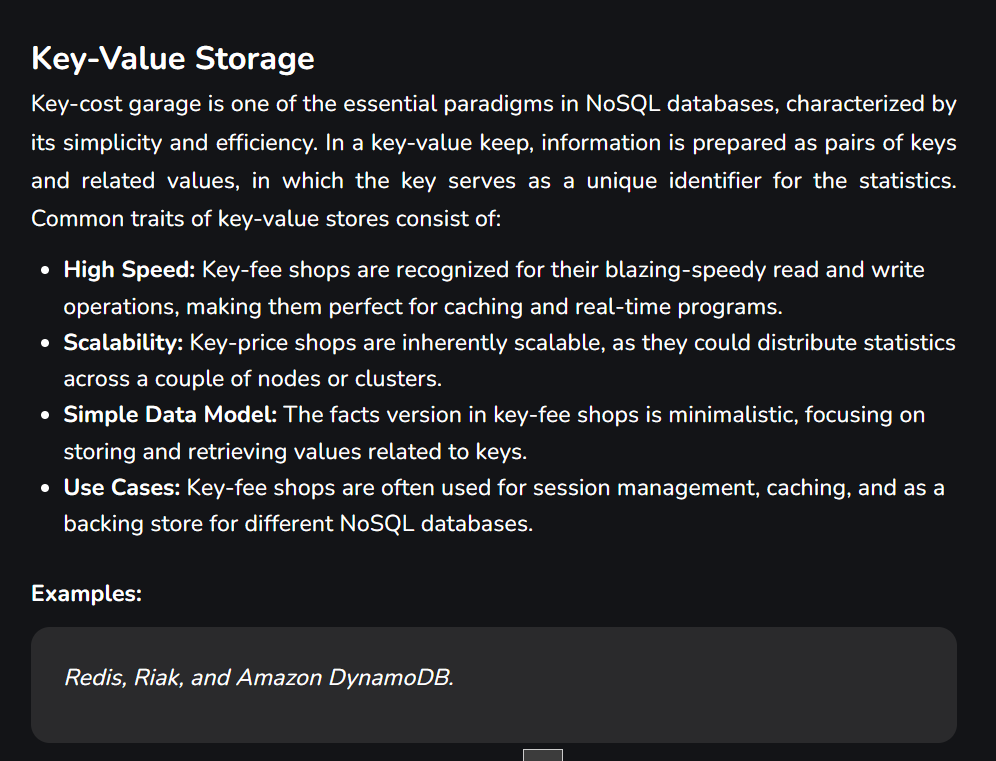 Key-Value Storage
Key-cost garage is one of the essential paradigms in NoSQL databases, characterized by
its simplicity and efficiency. In a key-value keep, information is prepared as pairs of keys
and related values, in which the key serves as a unique identifier for the statistics.
Common traits of key-value stores consist of:
• High Speed: Key-fee shops are recognized for their blazing-speedy read and write
operations, making them perfect for caching and real-time programs.
• Scalability: Key-price shops are inherently scalable, as they could distribute statistics
across a couple of nodes or clusters.
• Simple Data Model: The facts version in key-fee shops is minimalistic, focusing on
storing and retrieving values related to keys.
• Use Cases: Key-fee shops are often used for session management, caching, and as a
backing store for different NoSQL databases.
Examples:
Redis, Riak, and Amazon DynamoDB.